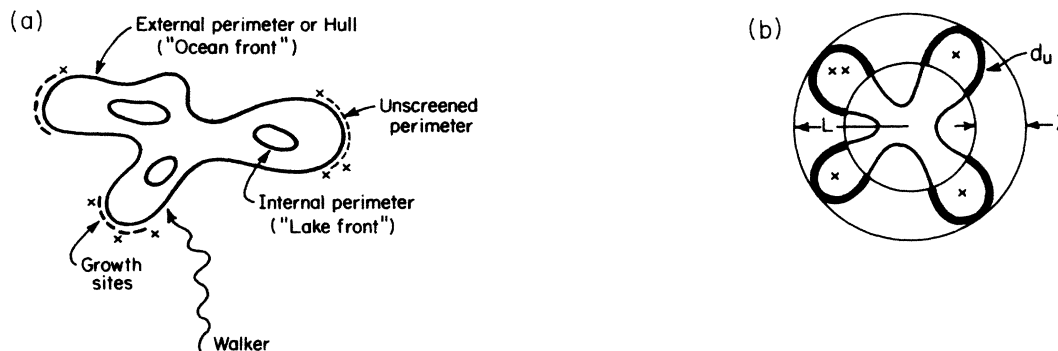 (a)
External perimeter or Hull
("Ocean front")
Unscreened
perimeter
Internal perimeter
("Lake front")
Growth
sites
Walker
(b)
d_u
L